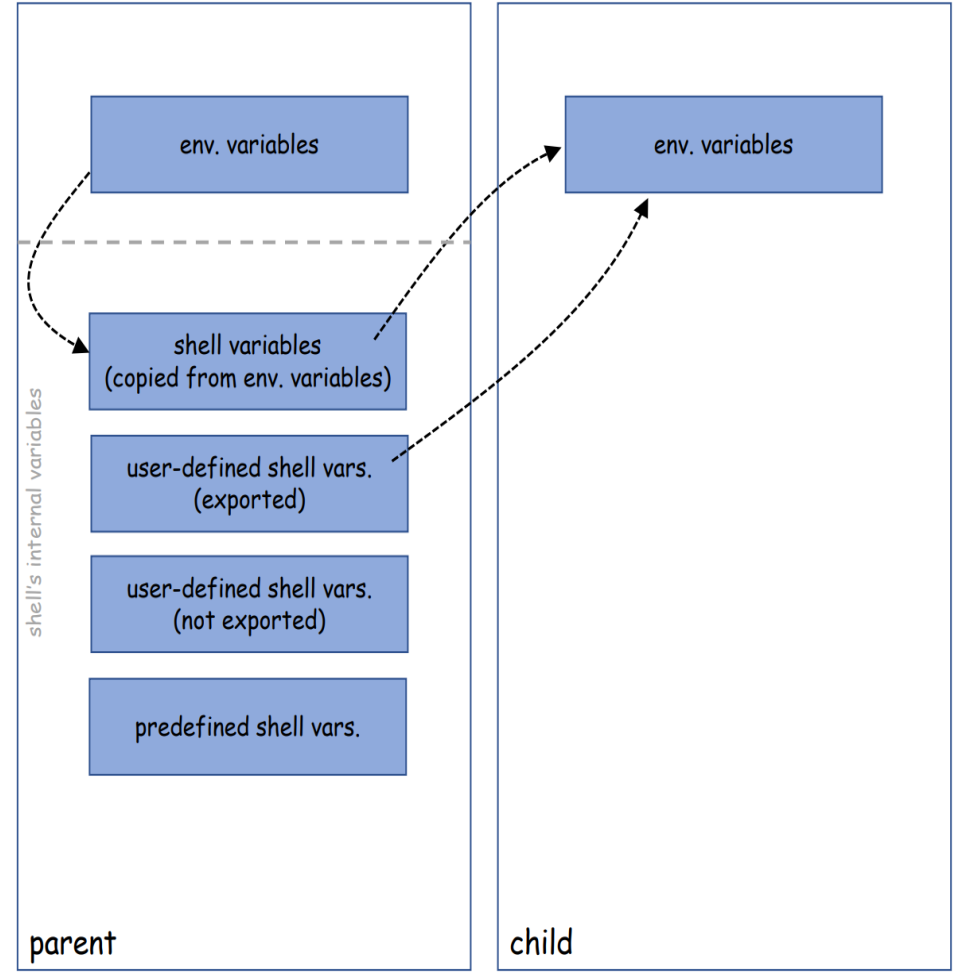 env. variables
env. variables
shell variables
(copied from env. variables)
user-defined shell vars.
(exported)
user-defined shell vars.
(not exported)
predefined shell vars.
shell's internal variables
parent
child